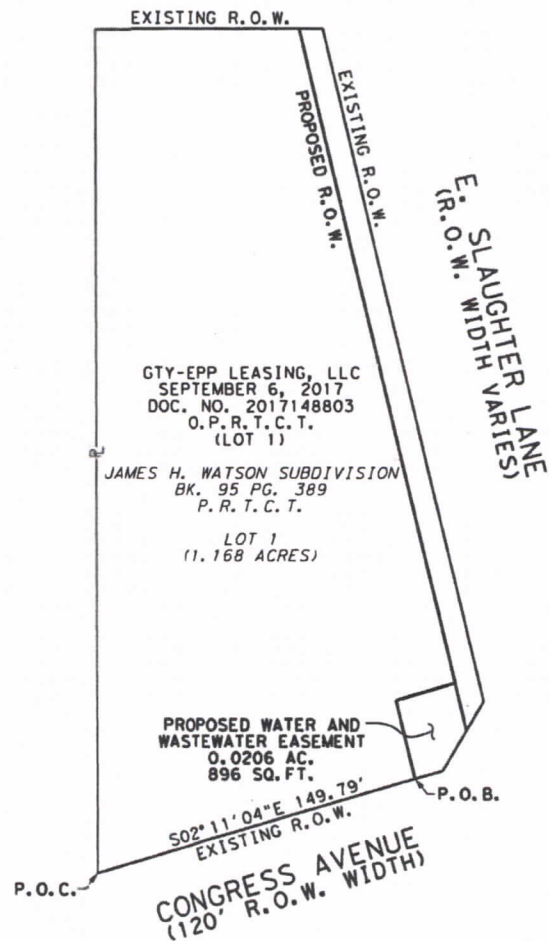 EXISTING R.O.W.
EXISTING R.O.W.
PROPOSED R.O.W.
E. SLAUGHTER LANE
(R.O.W. WIDTH VARIES)
GTY-EPP LEASING, LLC
SEPTEMBER 6, 2017
DOC. NO. 2017148803
O.P.R.T.C.T.
(LOT 1)
JAMES H. WATSON SUBDIVISION
BK. 95 PG. 389
P.R.T.C.T.
LOT 1
(1.168 ACRES)
PROPOSED WATER AND
WASTEWATER EASEMENT
0.0206 AC.
896 SQ.FT.
P.O.B.
S02°11'04"E 149.79'
EXISTING R.O.W.
P.O.C.
CONGRESS AVENUE
(120' R.O.W. WIDTH)